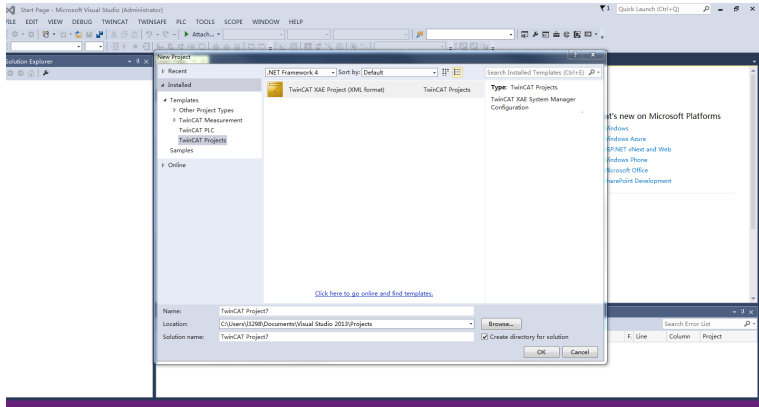 Start Page - Microsoft Visual Studio (Administrator)
1 Quick Launch (Ctrl+Q)
FILE EDIT VIEW DEBUG TWINCAT TWINSAFE PLC TOOLS SCOPE WINDOW HELP
Attach...
Solution Explorer
New Project
Recent
.NET Framework 4 Sort by: Default
Search Installed Templates (Ctrl+E)
Installed
TwinCAT XAE Project (XML format) TwinCAT Projects
Type: TwinCAT Projects
TwinCAT XAE System Manager
Configuration
Templates
Other Project Types
TwinCAT Measurement
TwinCAT PLC
TwinCAT Projects
Samples
Online
at's new on Microsoft Platforms
indows
indows Azure
SP.NET vNext and Web
indows Phone
icrosoft Office
harePoint Development
Click here to go online and find templates.
Name: TwinCAT Project7
Location: C:\Users\l3298\Documents\Visual Studio 2013\Projects Browse...
Solution name: TwinCAT Project7 Create directory for solution
OK Cancel
Search Error List
F. Line Column Project